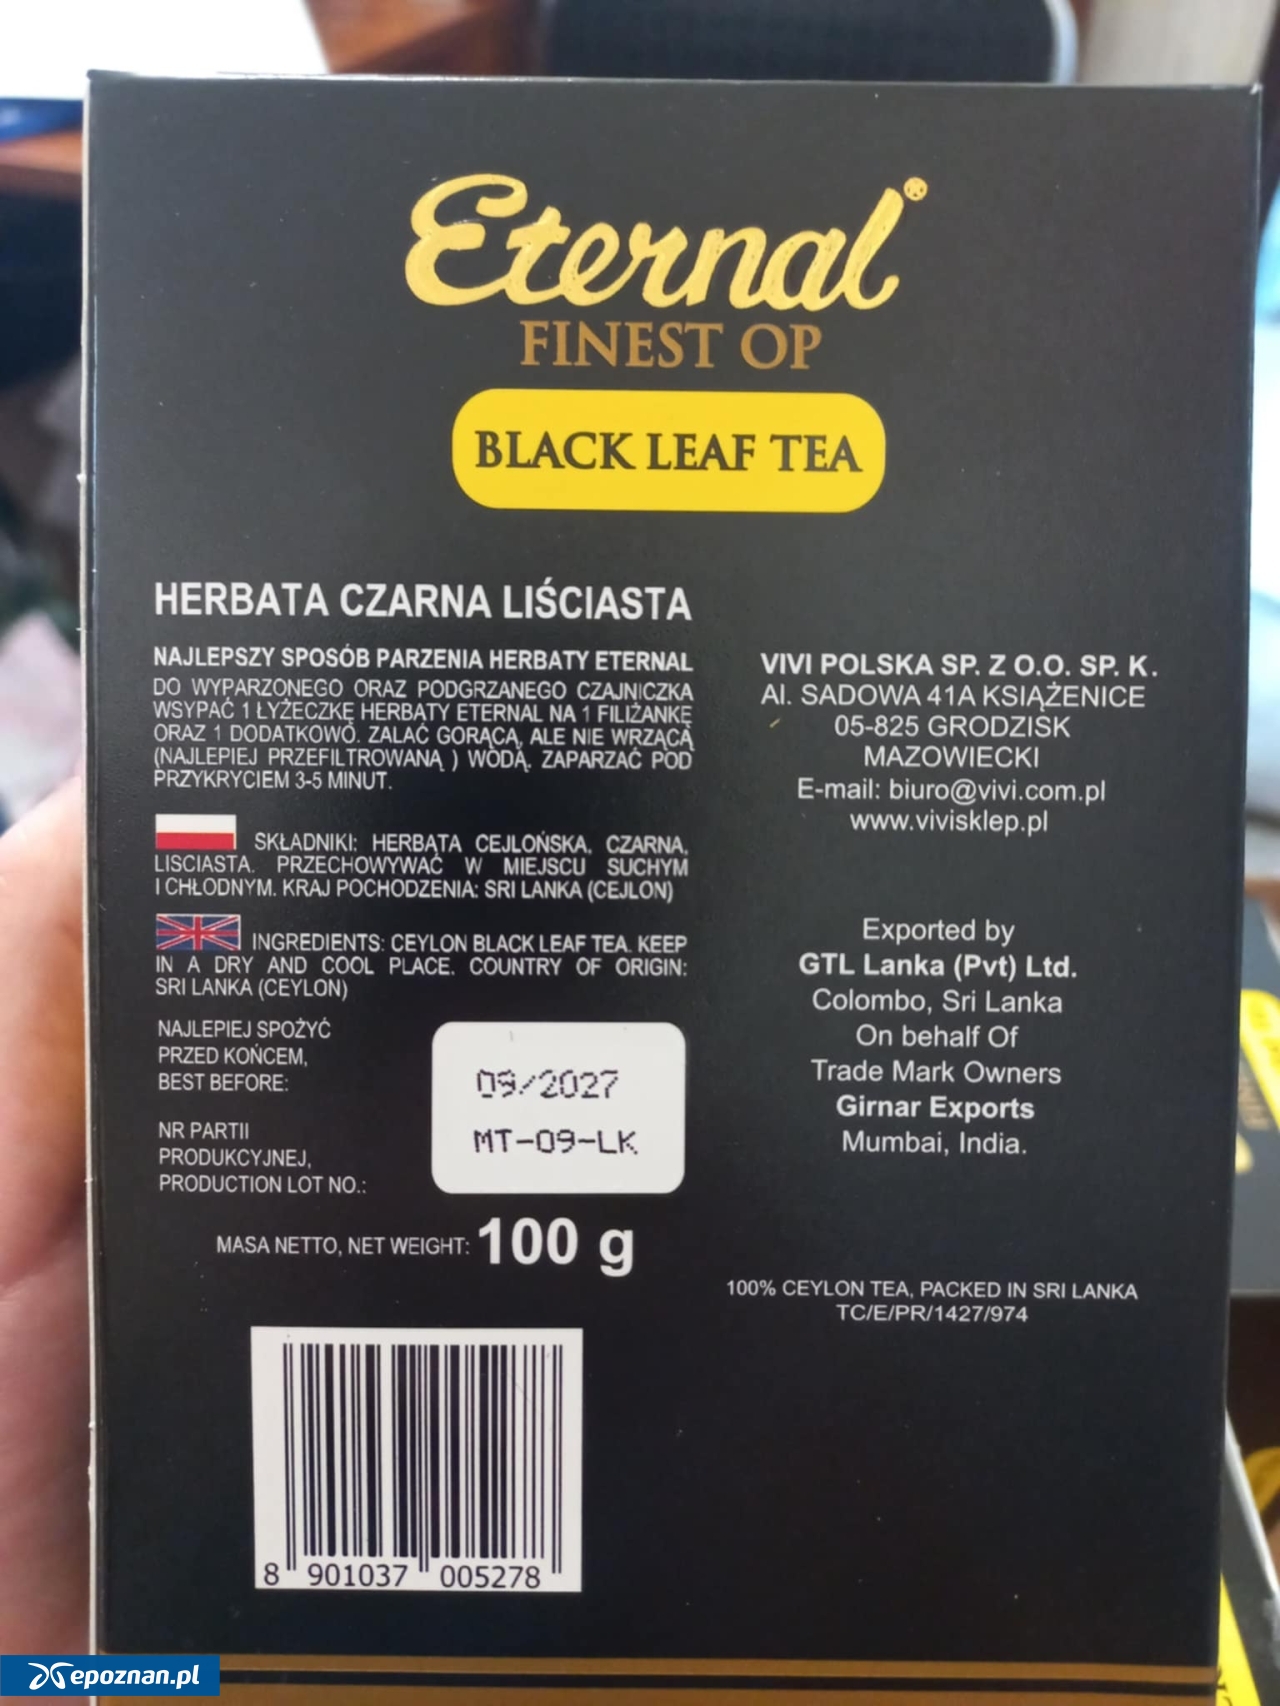 Eternal®
FINEST OP
BLACK LEAF TEA
HERBATA CZARNA LIŚCIASTA
NAJLEPSZY SPOSÓB PARZENIA HERBATY ETERNAL
DO WYPARZONEGO ORAZ PODGRZANEGO CZAJNICZKA
WSYPAĆ 1 ŁYŻECZKĘ HERBATY ETERNAL NA 1 FILIŻANKĘ
ORAZ 1 DODATKOWO. ZALAĆ GORĄCĄ, ALE NIE WRZĄCĄ
(NAJLEPIEJ PRZEFILTROWANĄ ) WODĄ. ZAPARZAĆ POD
PRZYKRYCIEM 3-5 MINUT.
SKŁADNIKI: HERBATA CEJLOŃSKA, CZARNA,
LISCIASTA. PRZECHOWYWAĆ W MIEJSCU SUCHYM
I CHŁODNYM. KRAJ POCHODZENIA: SRI LANKA (CEJLON)
INGREDIENTS: CEYLON BLACK LEAF TEA. KEEP
IN A DRY AND COOL PLACE. COUNTRY OF ORIGIN:
SRI LANKA (CEYLON)
NAJLEPIEJ SPOŻYĆ
PRZED KOŃCEM,
BEST BEFORE:
09/2027
NR PARTII
PRODUKCYJNEJ,
PRODUCTION LOT NO.:
MT-09-LK
MASA NETTO, NET WEIGHT: 100 g
8 901037 005278
VIVI POLSKA SP. Z O.O. SP. K.
Al. SADOWA 41A KSIĄŻENICE
05-825 GRODZISK
MAZOWIECKI
E-mail: biuro@vivi.com.pl
www.vivisklep.pl
Exported by
GTL Lanka (Pvt) Ltd.
Colombo, Sri Lanka
On behalf Of
Trade Mark Owners
Girnar Exports
Mumbai, India.
100% CEYLON TEA, PACKED IN SRI LANKA
TC/E/PR/1427/974
epoznan.pl